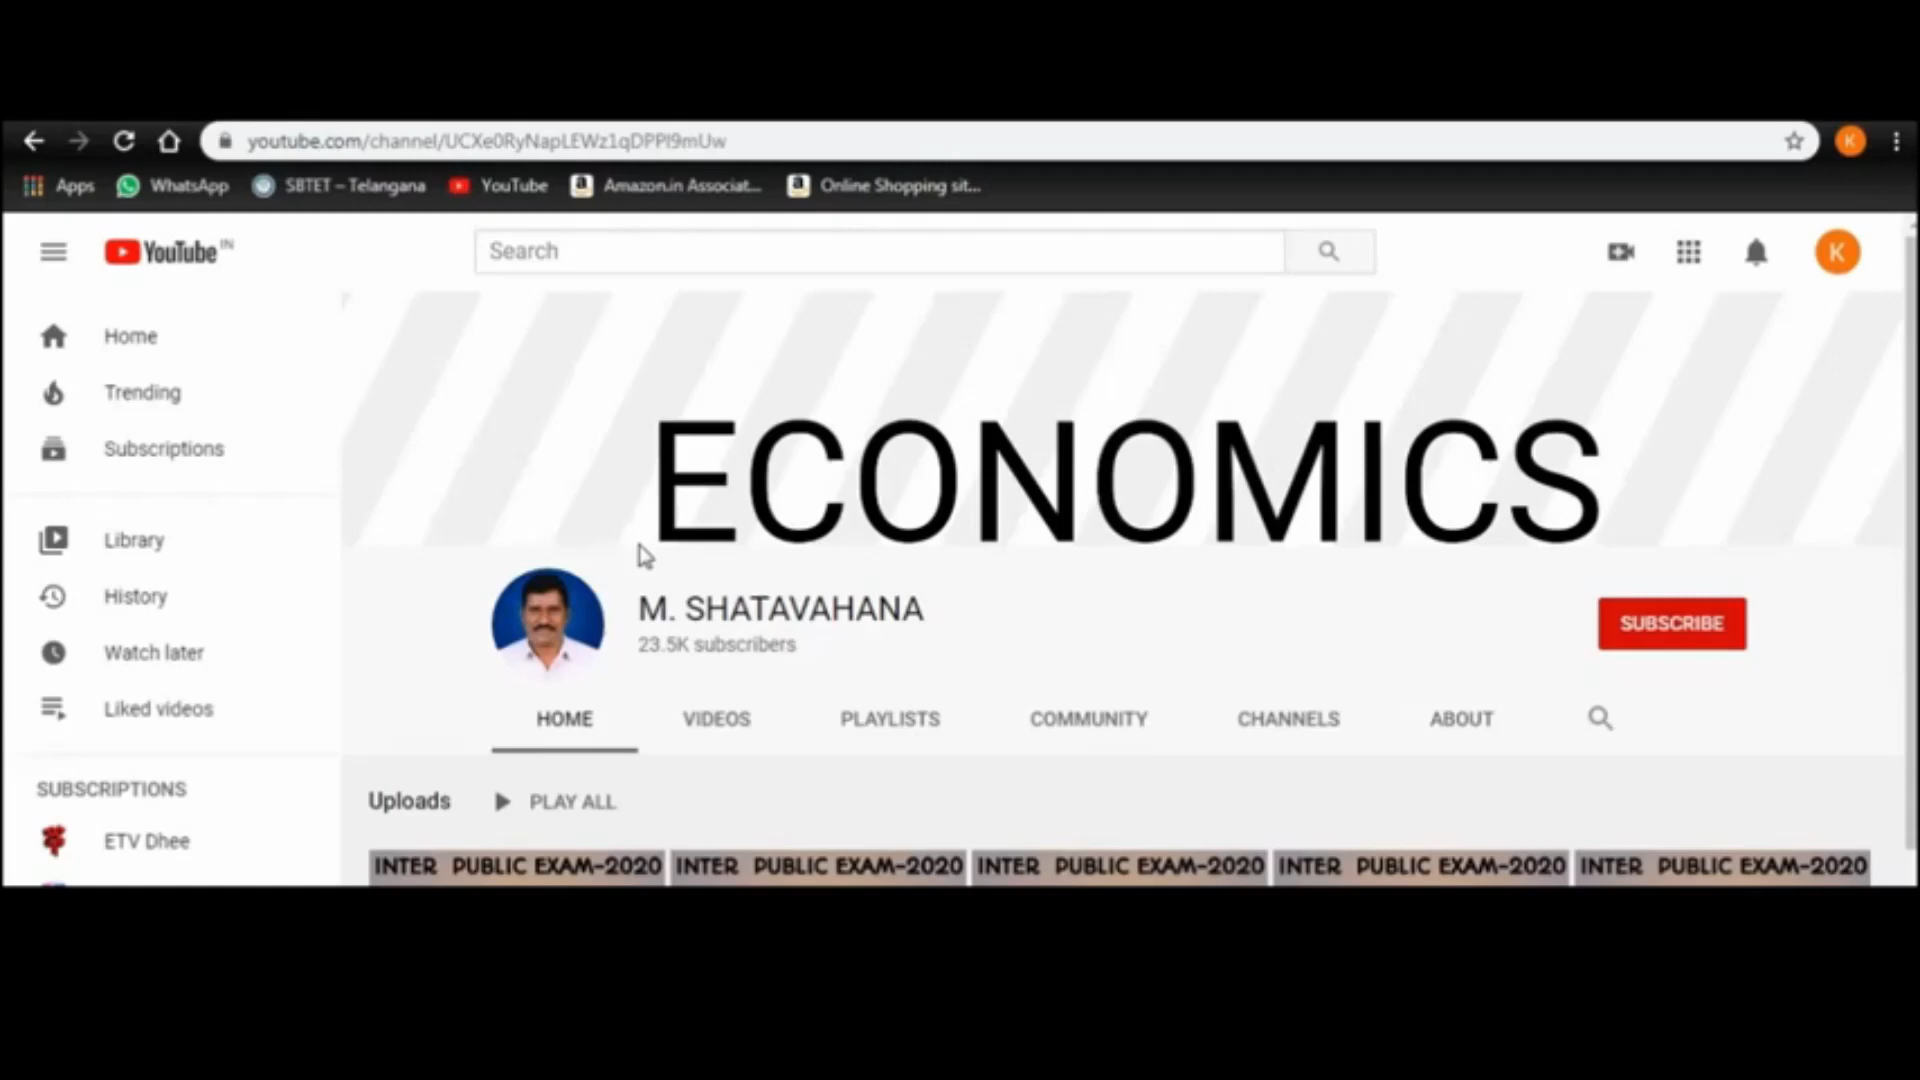 youtube.com/channel/UCXe0RyNapLEWz1qDPPl9mUw
K
Apps WhatsApp SBTET – Telangana YouTube Amazon.in Associat... Online Shopping sit...
YouTube IN
Search
K
Home
Trending
Subscriptions
ECONOMICS
Library
History
M. SHATAVAHANA
23.5K subscribers
SUBSCRIBE
Watch later
Liked videos
HOME VIDEOS PLAYLISTS COMMUNITY CHANNELS ABOUT
SUBSCRIPTIONS
Uploads PLAY ALL
ETV Dhee
INTER PUBLIC EXAM-2020 INTER PUBLIC EXAM-2020 INTER PUBLIC EXAM-2020 INTER PUBLIC EXAM-2020 INTER PUBLIC EXAM-2020